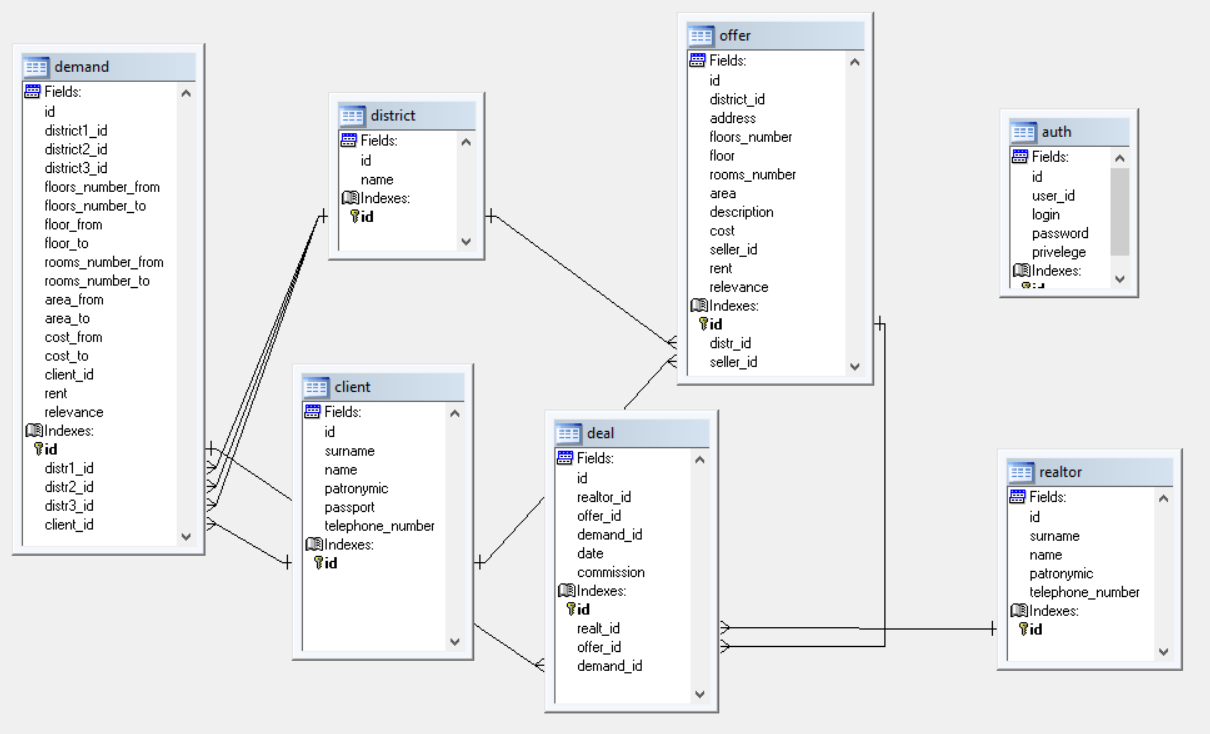 demand
Fields:
id
district1_id
district2_id
district3_id
floors_number_from
floors_number_to
floor_from
floor_to
rooms_number_from
rooms_number_to
area_from
area_to
cost_from
cost_to
client_id
rent
relevance
Indexes:
id
distr1_id
distr2_id
distr3_id
client_id
district
Fields:
id
name
Indexes:
id
client
Fields:
id
surname
name
patronymic
passport
telephone_number
Indexes:
id
offer
Fields:
id
district_id
address
floors_number
floor
rooms_number
area
description
cost
seller_id
rent
relevance
Indexes:
id
distr_id
seller_id
deal
Fields:
id
realtor_id
offer_id
demand_id
date
commission
Indexes:
id
realt_id
offer_id
demand_id
auth
Fields:
id
user_id
login
password
privelege
Indexes:
id
realtor
Fields:
id
surname
name
patronymic
telephone_number
Indexes:
id